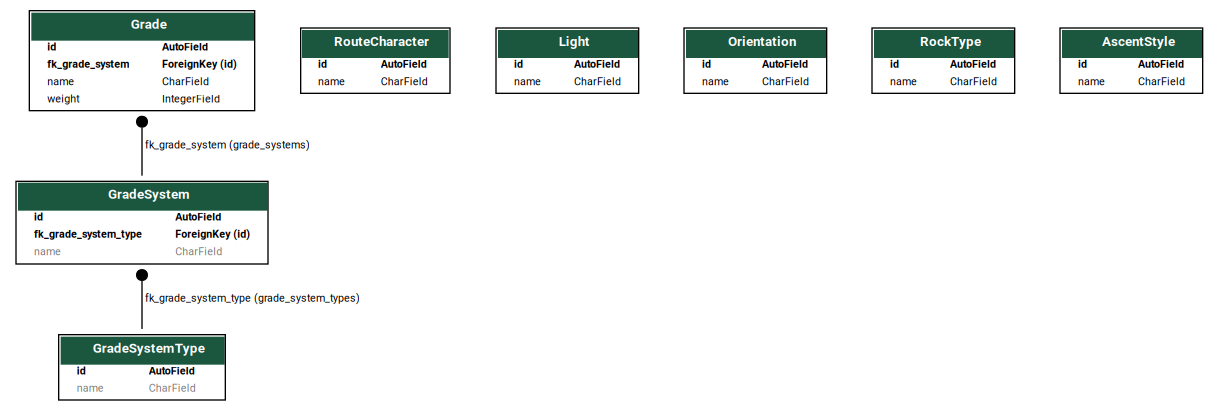 Grade
id AutoField
fk_grade_system ForeignKey (id)
name CharField
weight IntegerField
fk_grade_system (grade_systems)
GradeSystem
id AutoField
fk_grade_system_type ForeignKey (id)
name CharField
fk_grade_system_type (grade_system_types)
GradeSystemType
id AutoField
name CharField
RouteCharacter
id AutoField
name CharField
Light
id AutoField
name CharField
Orientation
id AutoField
name CharField
RockType
id AutoField
name CharField
AscentStyle
id AutoField
name CharField